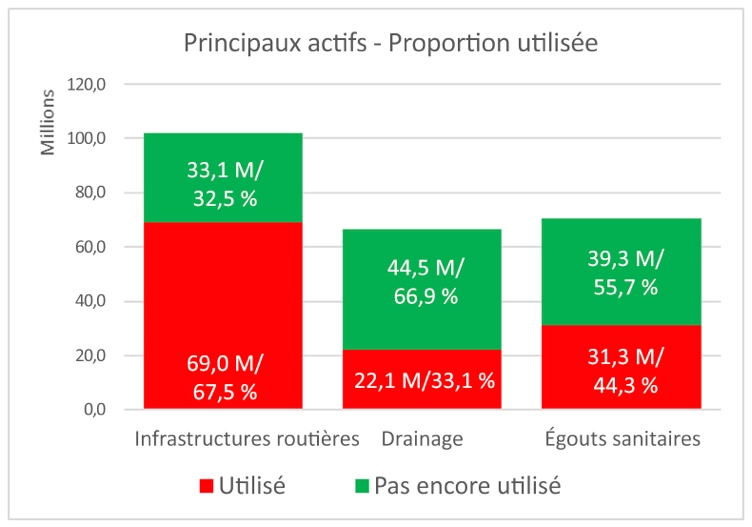 Principaux actifs - Proportion utilisée
Millions
120,0
100,0
80,0
60,0
40,0
20,0
0,0
33,1 M/
32,5 %
69,0 M/
67,5 %
44,5 M/
66,9 %
22,1 M/33,1 %
39,3 M/
55,7 %
31,3 M/
44,3 %
Infrastructures routières
Drainage
Égouts sanitaires
Utilisé
Pas encore utilisé